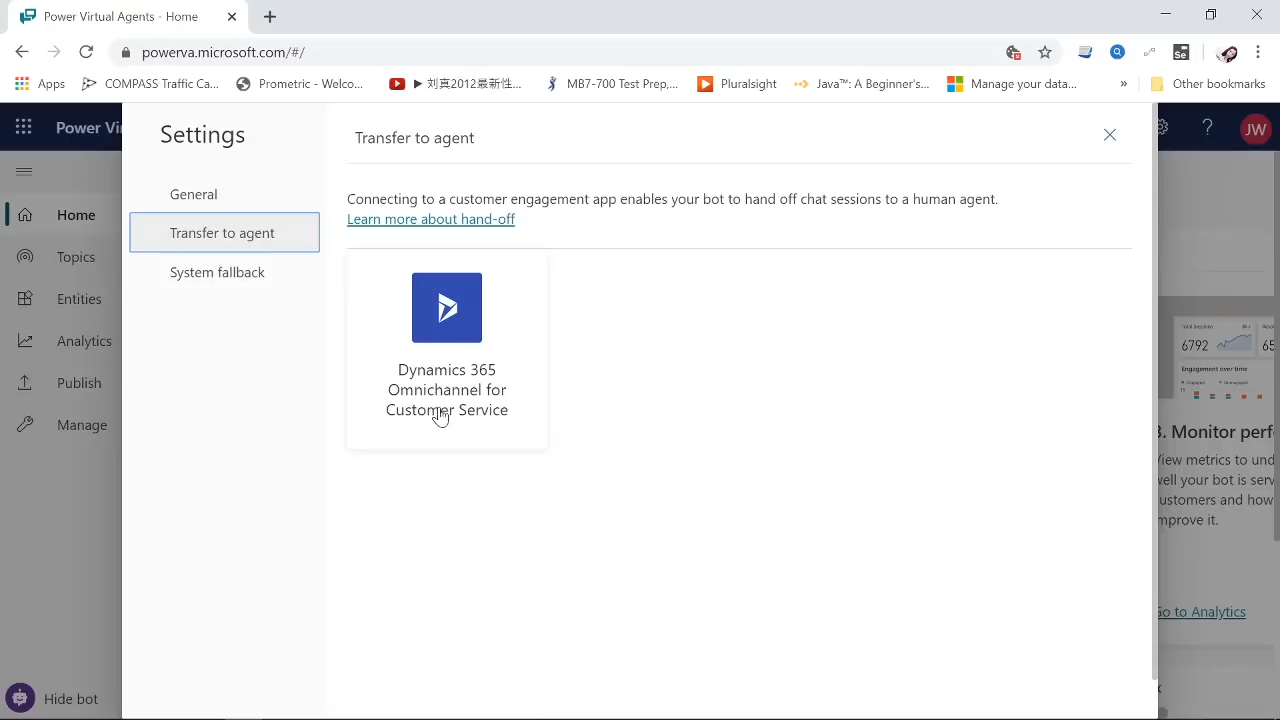 Power Virtual Agents - Home
powerva.microsoft.com/#/
Se
Apps
COMPASS Traffic Ca...
Prometric - Welco...
▶ 刘真2012最新性...
MB7-700 Test Prep,...
Pluralsight
Java™: A Beginner's...
Manage your data...
»
Other bookmarks
Power Vi
?
JW
Settings
Transfer to agent
General
Transfer to agent
System fallback
Connecting to a customer engagement app enables your bot to hand off chat sessions to a human agent.
Learn more about hand-off
Dynamics 365
Omnichannel for
Customer Service
Home
Topics
Entities
Analytics
Publish
Manage
Hide bot
6792
65
Engagement over time
. Monitor perf
View metrics to und
well your bot is serv
ustomers and how
mprove it.
Go to Analytics